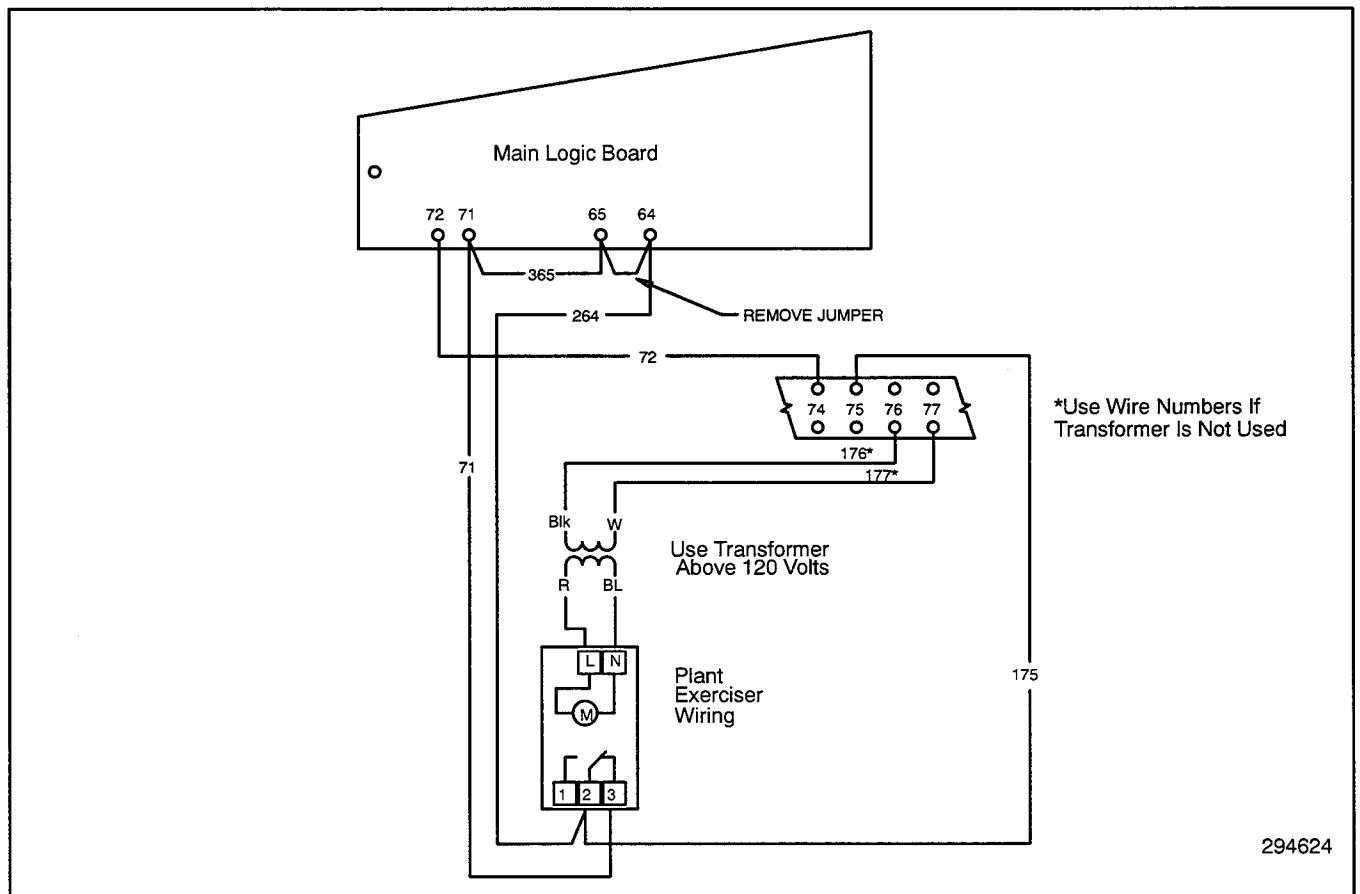 Main Logic Board
72 71 65 64
365
REMOVE JUMPER
264
72
74 75 76 77
*Use Wire Numbers If
Transformer Is Not Used
176*
177*
71
Blk W
Use Transformer
Above 120 Volts
R BL
L N
Plant
Exerciser
Wiring
M
175
1 2 3
294624